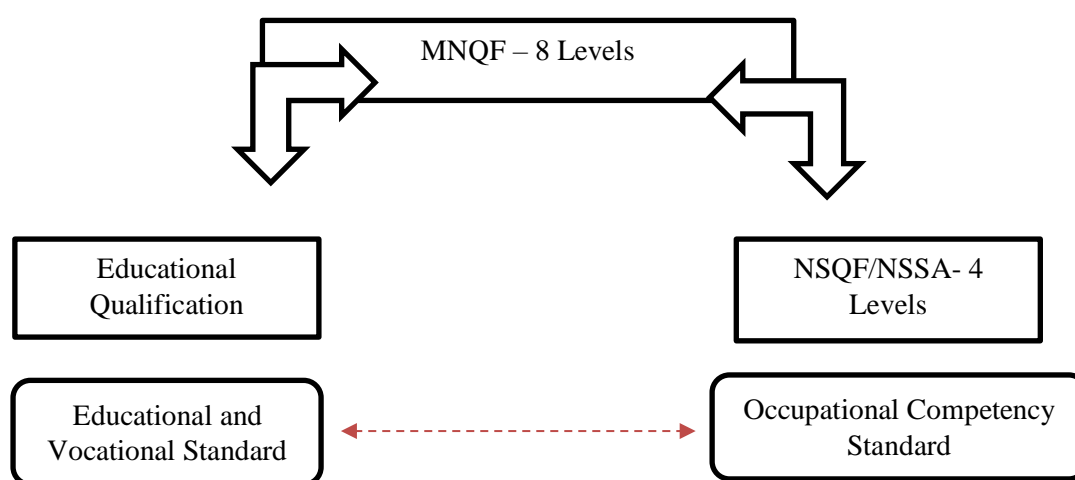 MNQF – 8 Levels
Educational
Qualification
NSQF/NSSA- 4
Levels
Educational and
Vocational Standard
Occupational Competency
Standard